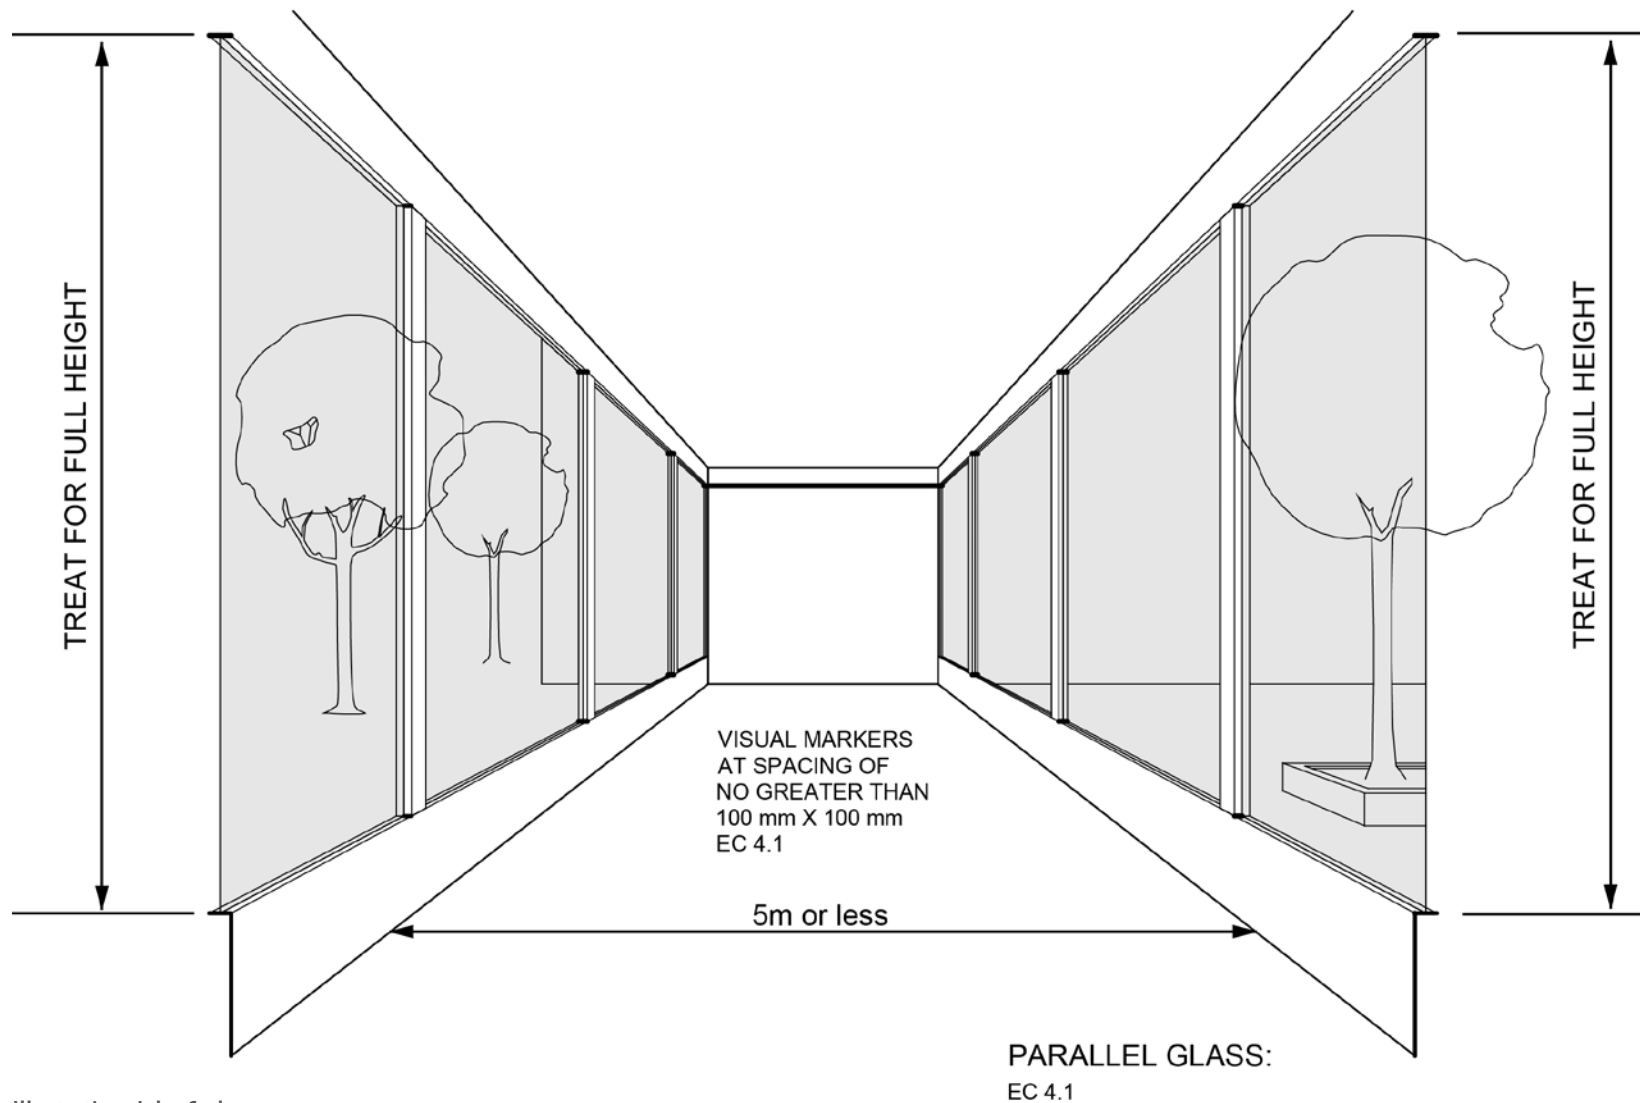 TREAT FOR FULL HEIGHT
TREAT FOR FULL HEIGHT
VISUAL MARKERS
AT SPACING OF
NO GREATER THAN
100 mm X 100 mm
EC 4.1
5m or less
PARALLEL GLASS:
EC 4.1